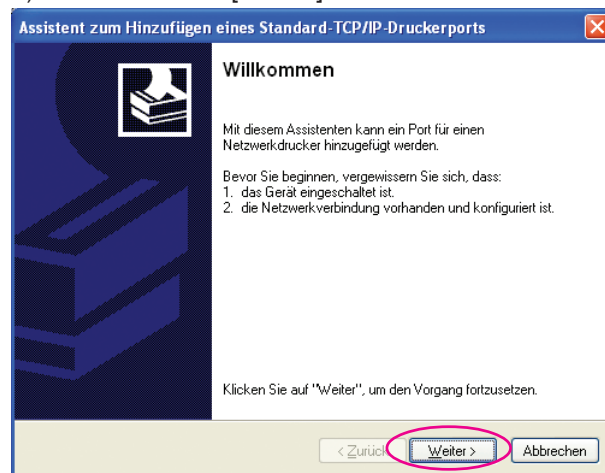 Assistent zum Hinzufügen eines Standard-TCP/IP-Druckerports
Willkommen
Mit diesem Assistenten kann ein Port für einen
Netzwerkdrucker hinzugefügt werden.
Bevor Sie beginnen, vergewissern Sie sich, dass:
1. das Gerät eingeschaltet ist.
2. die Netzwerkverbindung vorhanden und konfiguriert ist.
Klicken Sie auf "Weiter", um den Vorgang fortzusetzen.
< Zurück Weiter > Abbrechen